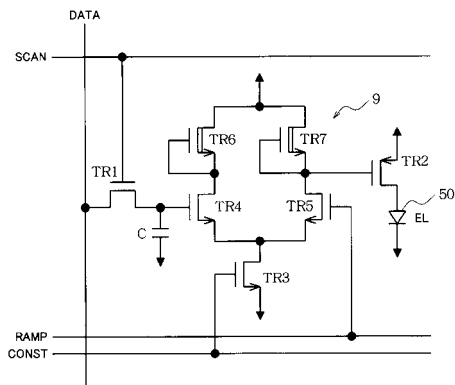 DATA
SCAN
9
TR6
TR7
TR2
TR1
50
TR4
TR5
EL
C
TR3
RAMP
CONST